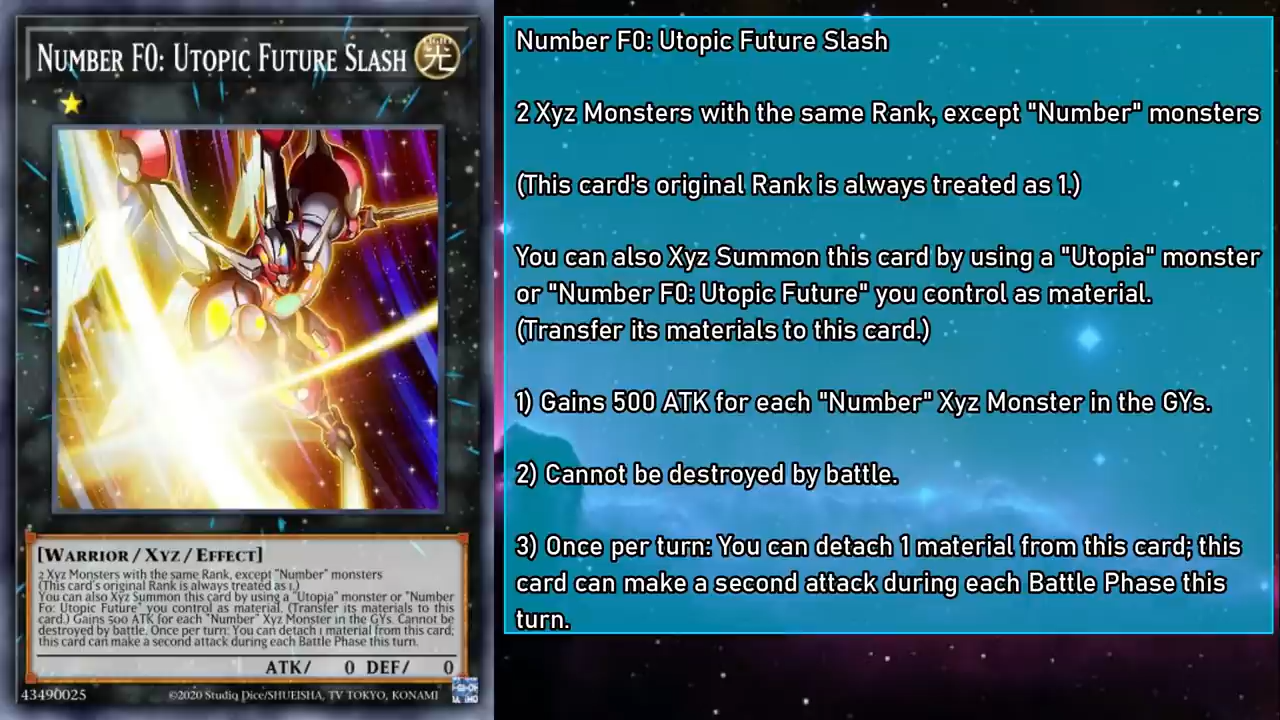 NUMBER F0: UTOPIC FUTURE SLASH
LIGHT
光
[WARRIOR / XYZ / EFFECT]
2 Xyz Monsters with the same Rank, except "Number" monsters
(This card's original Rank is always treated as 1.)
You can also Xyz Summon this card by using a "Utopia" monster or "Number
F0: Utopic Future" you control as material. (Transfer its materials to this
card.) Gains 500 ATK for each "Number" Xyz Monster in the GYs. Cannot be
destroyed by battle. Once per turn: You can detach 1 material from this card;
this card can make a second attack during each Battle Phase this turn.
ATK/ 0 DEF/ 0
43490025
©2020 Studio Dice/SHUEISHA, TV TOKYO, KONAMI
Number F0: Utopic Future Slash
2 Xyz Monsters with the same Rank, except "Number" monsters
(This card's original Rank is always treated as 1.)
You can also Xyz Summon this card by using a "Utopia" monster
or "Number F0: Utopic Future" you control as material.
(Transfer its materials to this card.)
1) Gains 500 ATK for each "Number" Xyz Monster in the GYs.
2) Cannot be destroyed by battle.
3) Once per turn: You can detach 1 material from this card; this
card can make a second attack during each Battle Phase this
turn.